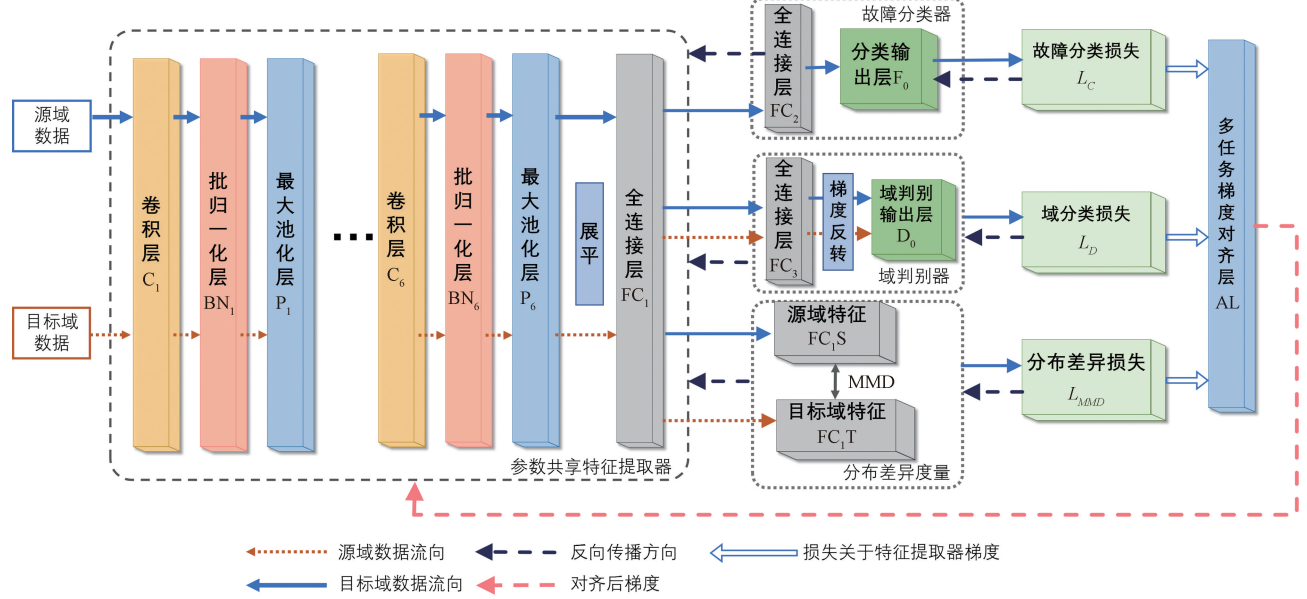 源域
数据
目标域
数据
卷积层
C₁
批归一化层
BN₁
最大池化层
P₁
...
卷积层
C₆
批归一化层
BN₆
最大池化层
P₆
展平
全连接层
FC₁
参数共享特征提取器
故障分类器
全连接层
FC₂
分类输
出层F₀
全连接层
FC₃
梯度反转
域判别
输出层
D₀
域判别器
源域特征
FC₁S
MMD
目标域特征
FC₁T
分布差异度量
故障分类损失
L_C
域分类损失
L_D
分布差异损失
L_MMD
多任务梯度对齐层
AL
源域数据流向
反向传播方向
损失关于特征提取器梯度
目标域数据流向
对齐后梯度